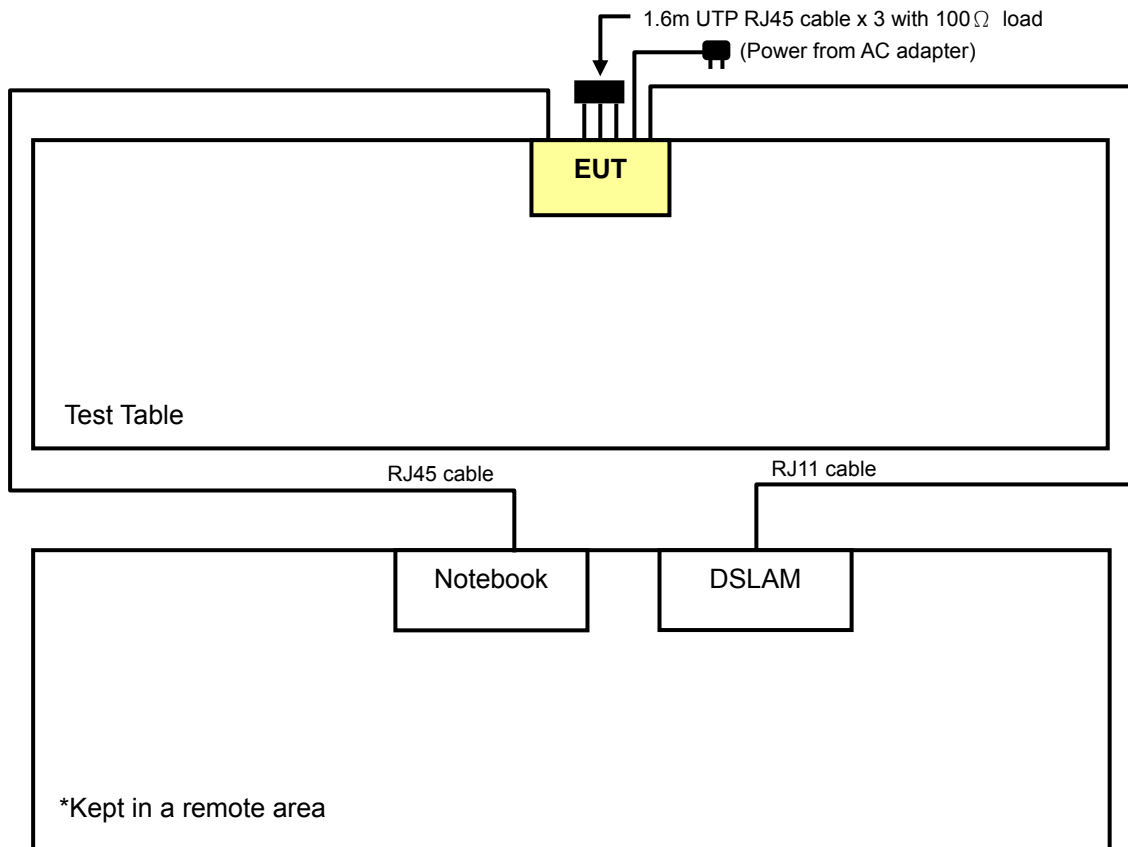 1.6m UTP RJ45 cable x 3 with 100Ω load
(Power from AC adapter)
EUT
Test Table
RJ45 cable
RJ11 cable
Notebook
DSLAM
*Kept in a remote area